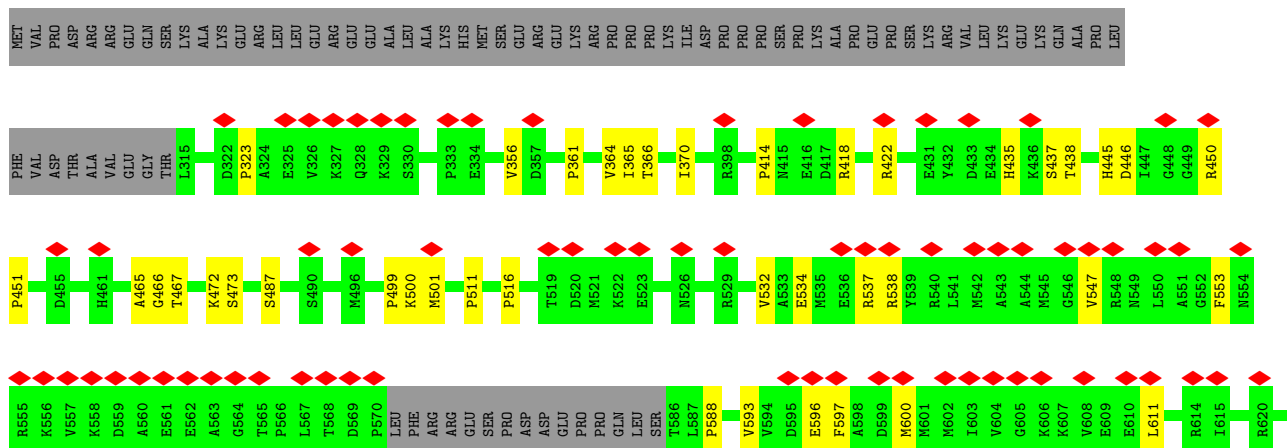 MET VAL PRO ASP ARG ARG GLU GLN SER LYS ALA LYS GLU ARG LEU LEU GLU ARG GLU GLU ALA LEU ALA LYS HIS MET SER GLU ARG GLU LYS ARG PRO PRO PRO LYS ILE ASP PRO PRO PRO SER PRO LYS ALA PRO GLU PRO SER LYS ARG VAL LEU LYS GLU LYS GLN ALA PRO LEU
PHE VAL ASP THR ALA VAL GLU GLY THR L315 D322 P323 A324 E325 V326 K327 Q328 K329 S330 P333 E334 V356 D357 P361 V364 I365 T366 I370 R398 P414 N415 E416 D417 R418 R422 E431 Y432 D433 E434 H435 K436 S437 T438 H445 D446 I447 G448 G449 R450
P451 D455 H461 A465 G466 T467 K472 S473 S487 S490 M496 P499 K500 M501 P511 P516 T519 D520 M521 K522 E523 N526 R529 V532 A533 E534 M535 E536 R537 R538 Y539 R540 L541 M542 A543 A544 M545 G546 V547 R548 N549 L550 A551 G552 F553 N554
R555 K556 V557 K558 D559 A560 E561 E562 A563 G564 T565 P566 L567 T568 D569 P570 LEU PHE ARG ARG GLU SER PRO ASP ASP GLU PRO PRO GLN LEU SER T586 L587 P588 V593 V594 D595 E596 F597 A598 D599 M600 M601 M602 I603 V604 G605 K606 K607 V608 E609 E610 L611 R614 I615 R620